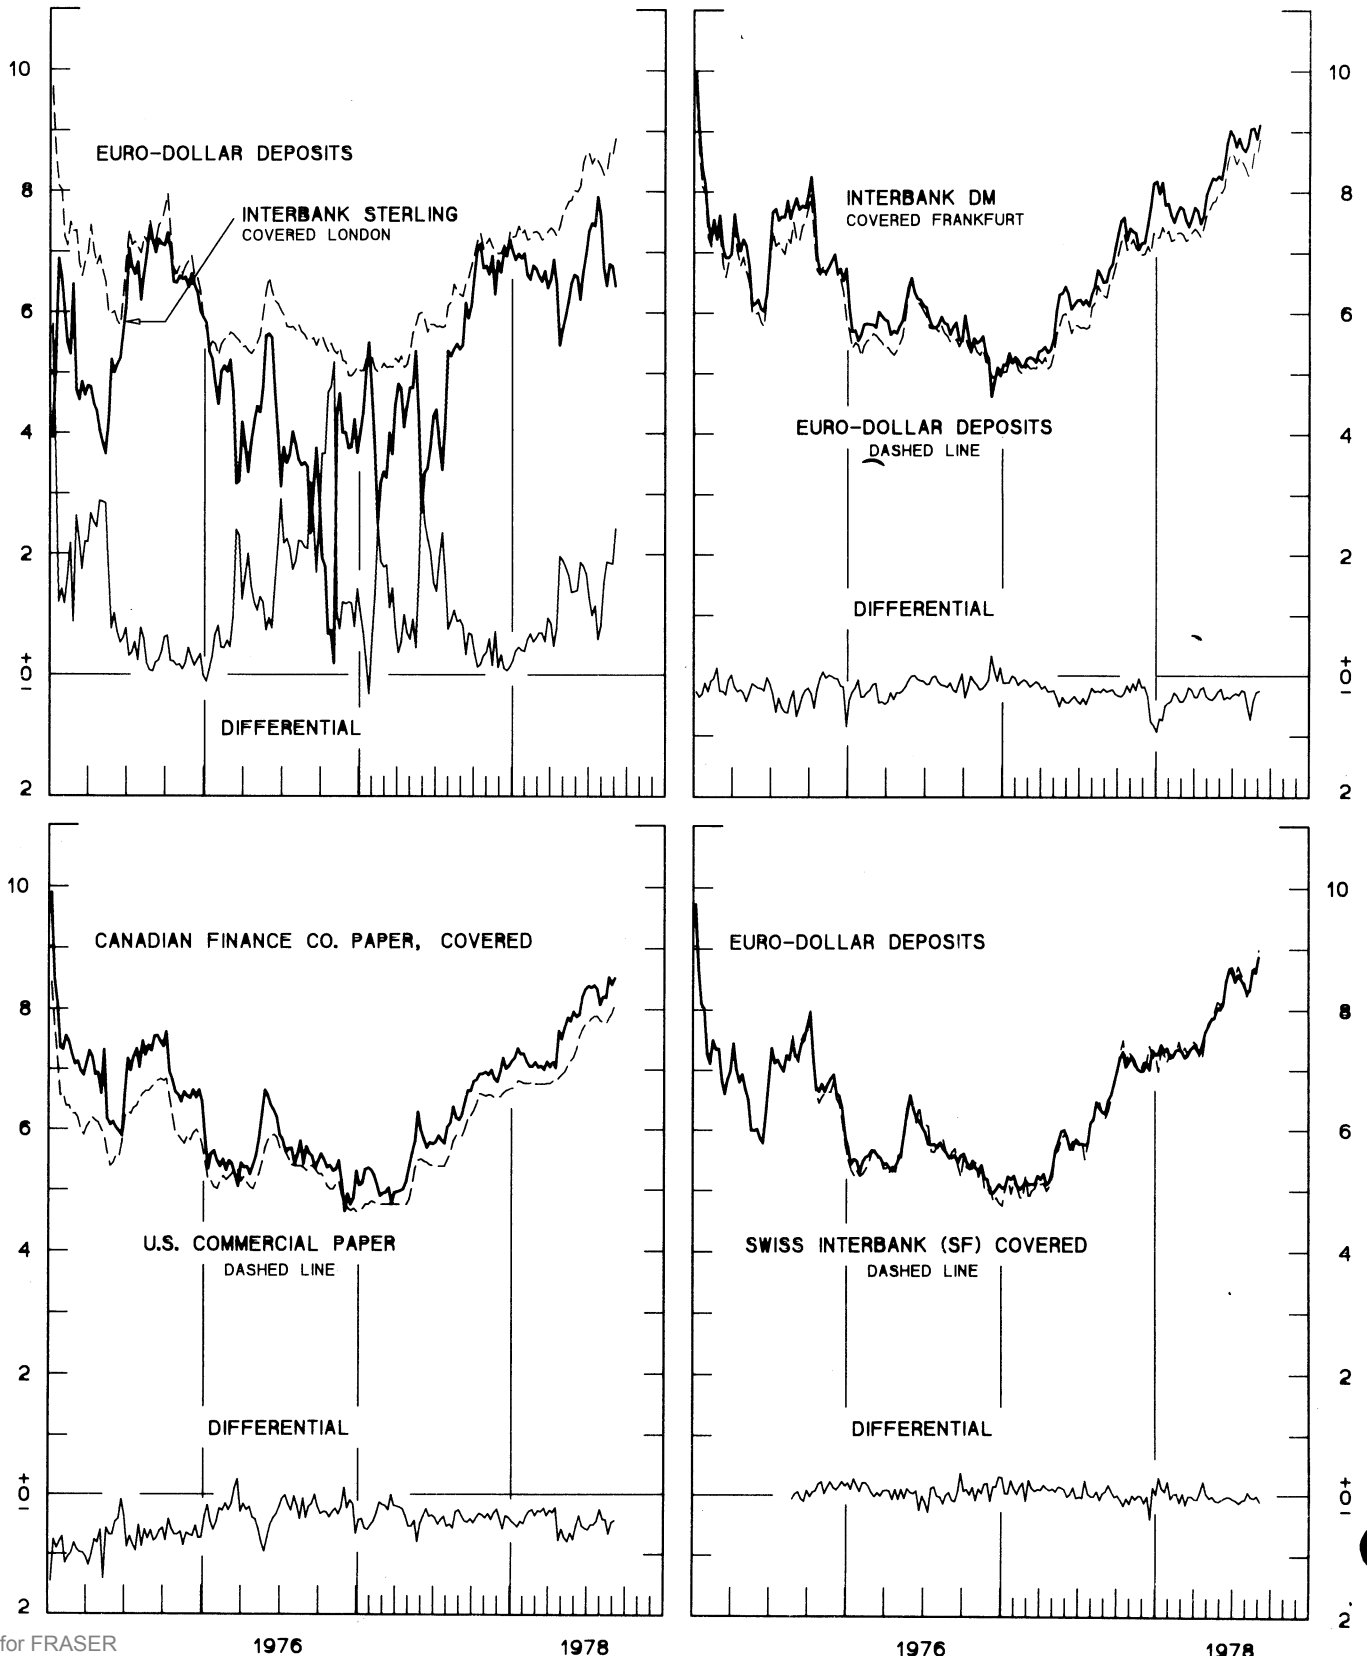 10
EURO-DOLLAR DEPOSITS
8
INTERBANK STERLING
COVERED LONDON
6
4
2
+
0
−
DIFFERENTIAL
2
10
8
INTERBANK DM
COVERED FRANKFURT
6
EURO-DOLLAR DEPOSITS
DASHED LINE
4
2
DIFFERENTIAL
+
0
−
2
10
CANADIAN FINANCE CO. PAPER, COVERED
8
6
U.S. COMMERCIAL PAPER
DASHED LINE
4
2
DIFFERENTIAL
+
0
−
2
1976
1978
10
EURO-DOLLAR DEPOSITS
8
6
SWISS INTERBANK (SF) COVERED
DASHED LINE
4
2
DIFFERENTIAL
+
0
−
2
1976
1978
for FRASER